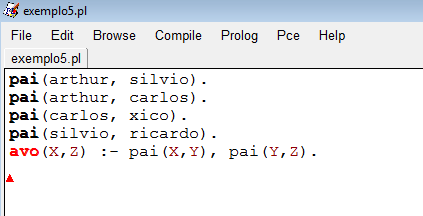 exemplo5.pl
File Edit Browse Compile Prolog Pce Help
exemplo5.pl
pai(arthur, silvio).
pai(arthur, carlos).
pai(carlos, xico).
pai(silvio, ricardo).
avo(X,Z) :- pai(X,Y), pai(Y,Z).